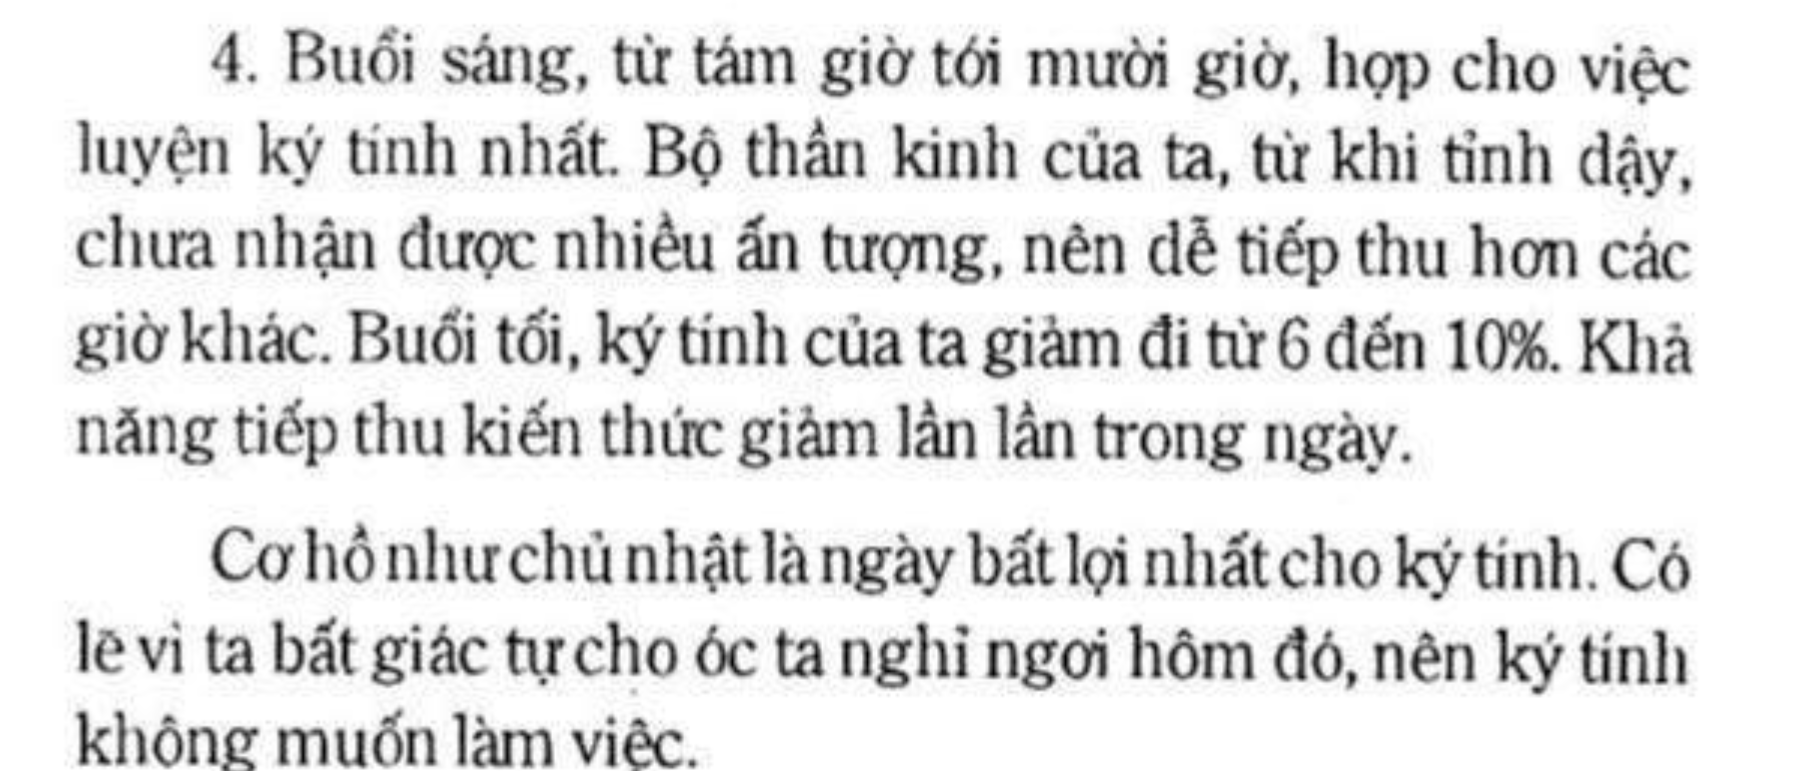 4. Buổi sáng, từ tám giờ tới mười giờ, hợp cho việc
luyện ký tính nhất. Bộ thần kinh của ta, từ khi tỉnh dậy,
chưa nhận được nhiều ấn tượng, nên dễ tiếp thu hơn các
giờ khác. Buổi tối, ký tính của ta giảm đi từ 6 đến 10%. Khả
năng tiếp thu kiến thức giảm lần lần trong ngày.
Cơ hồ như chủ nhật là ngày bất lợi nhất cho ký tính. Có
lẽ vì ta bất giác tự cho óc ta nghỉ ngơi hôm đó, nên ký tính
không muốn làm việc.